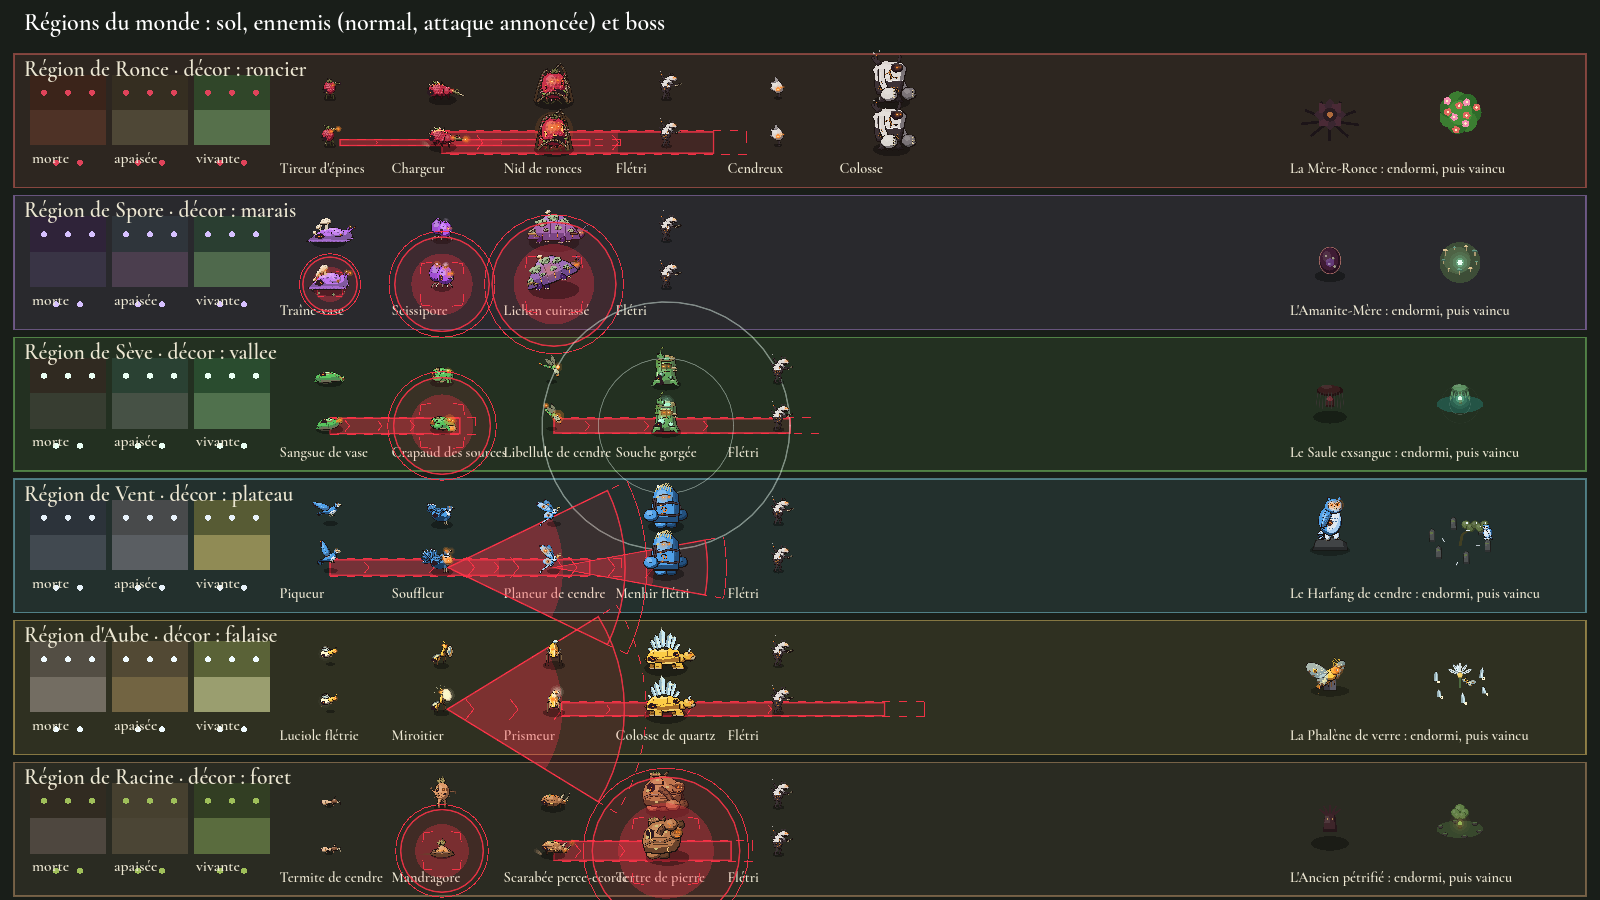 Régions du monde : sol, ennemis (normal, attaque annoncée) et boss
Région de Ronce · décor : roncier
morte apaisée vivante
Tireur d'épines Chargeur Nid de ronces Flétri Cendreux Colosse
La Mère-Ronce : endormi, puis vaincu
Région de Spore · décor : marais
morte apaisée vivante
Traîne-vase Scissipore Lichen cuirassé Flétri
L'Amanite-Mère : endormi, puis vaincu
Région de Sève · décor : vallee
morte apaisée vivante
Sangsue de vase Crapaud des sources Libellule de cendre Souche gorgée Flétri
Le Saule exsangue : endormi, puis vaincu
Région de Vent · décor : plateau
morte apaisée vivante
Piqueur Souffleur Planeur de cendre Menhir flétri Flétri
Le Harfang de cendre : endormi, puis vaincu
Région d'Aube · décor : falaise
morte apaisée vivante
Luciole flétrie Miroitier Prismeur Colosse de quartz Flétri
La Phalène de verre : endormi, puis vaincu
Région de Racine · décor : foret
morte apaisée vivante
Termite de cendre Mandragore Scarabée perce-écorce Tertre de pierre Flétri
L'Ancien pétrifié : endormi, puis vaincu